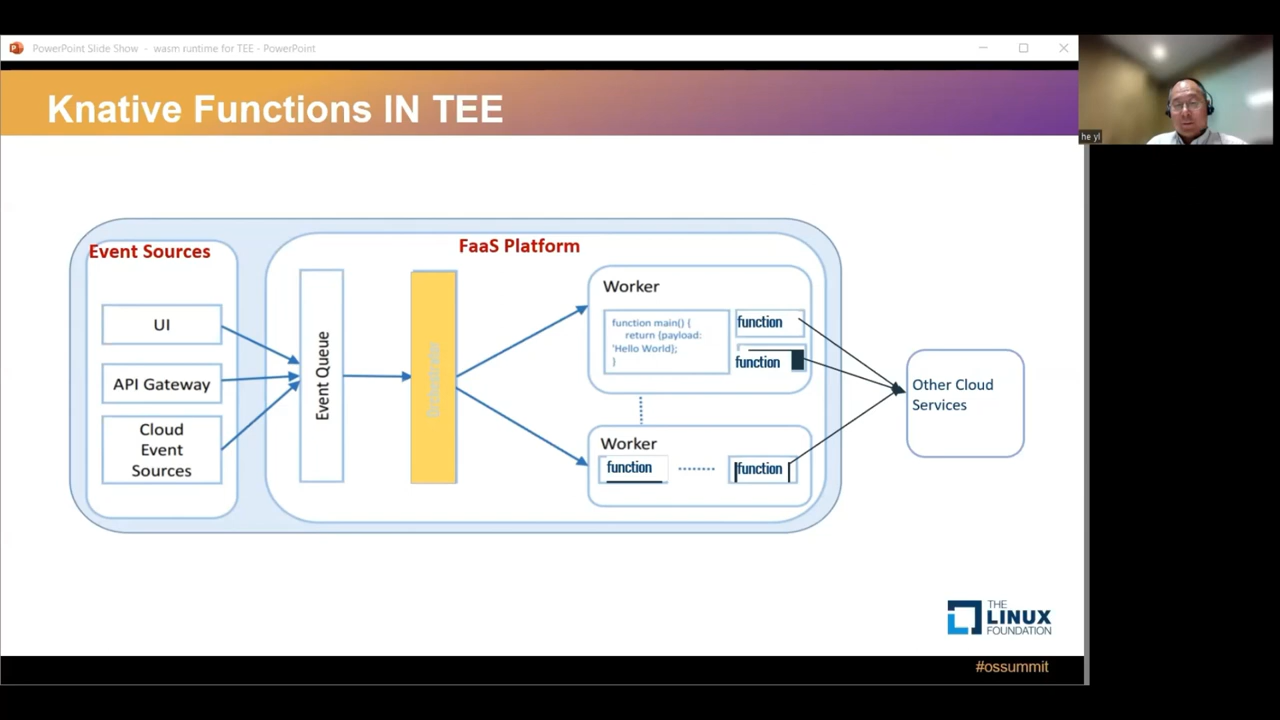 PowerPoint Slide Show - wasm runtime for TEE - PowerPoint
Knative Functions IN TEE
he yi
Event Sources
UI
API Gateway
Cloud
Event
Sources
FaaS Platform
Event Queue
Worker
function main() {
return {payload:
'Hello World};
}
function
function
Worker
function
function
Other Cloud
Services
THE
LINUX
FOUNDATION
#ossummit